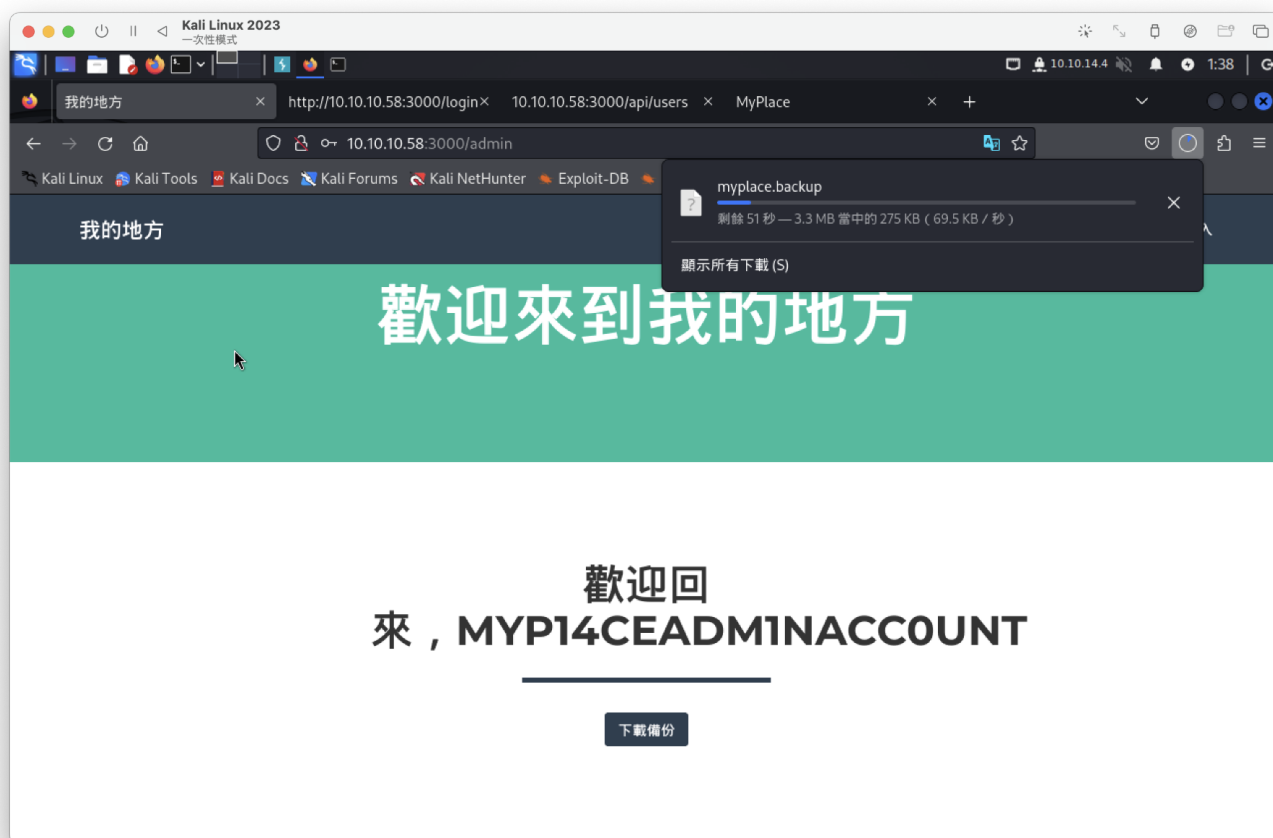 Kali Linux 2023
一次性模式
10.10.14.4
1:38
我的地方
http://10.10.10.58:3000/login
10.10.10.58:3000/api/users
MyPlace
10.10.10.58:3000/admin
Kali Linux
Kali Tools
Kali Docs
Kali Forums
Kali NetHunter
Exploit-DB
myplace.backup
剩餘 51 秒 — 3.3 MB 當中的 275 KB ( 69.5 KB / 秒 )
顯示所有下載 (S)
我的地方
歡迎來到我的地方
歡迎回
來，MYP14CEADM1NACC0UNT
下載備份